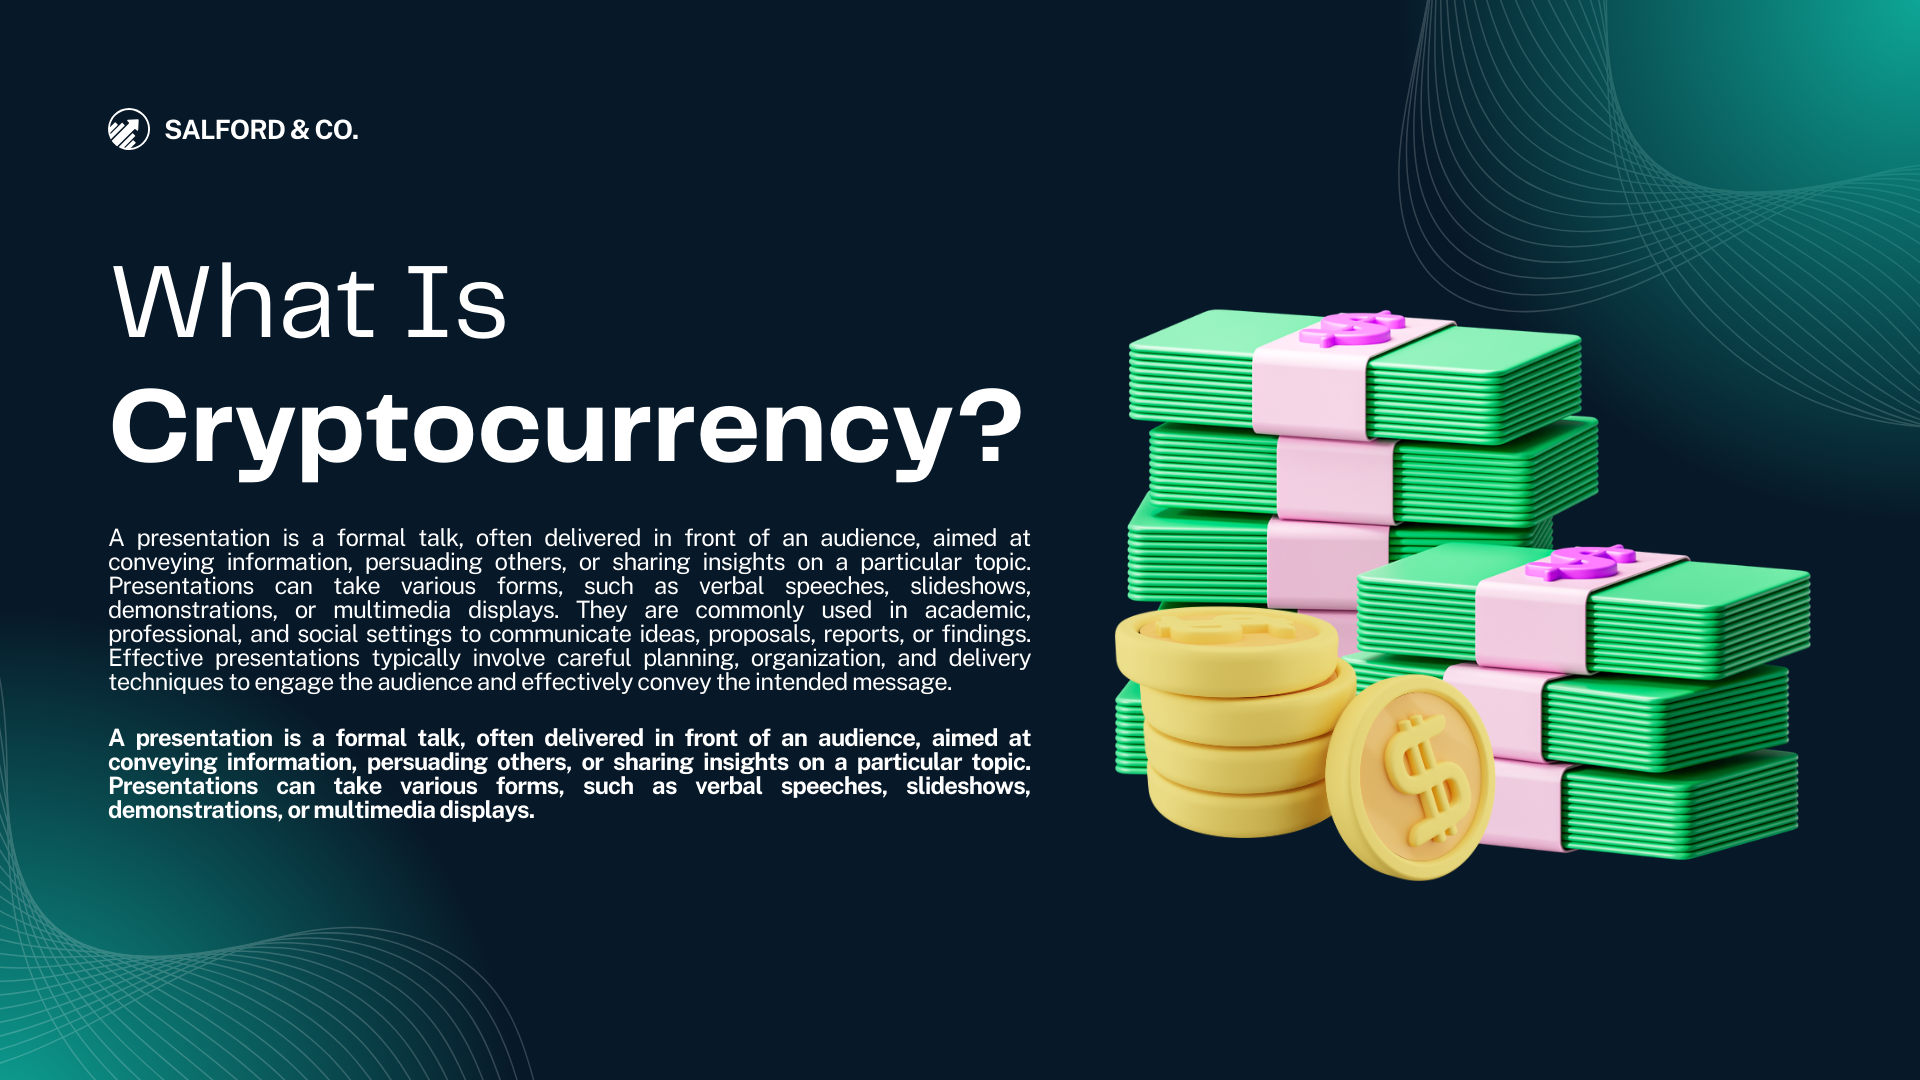 SALFORD & CO.
What Is
Cryptocurrency?
A presentation is a formal talk, often delivered in front of an audience, aimed at
conveying information, persuading others, or sharing insights on a particular topic.
Presentations can take various forms, such as verbal speeches, slideshows,
demonstrations, or multimedia displays. They are commonly used in academic,
professional, and social settings to communicate ideas, proposals, reports, or findings.
Effective presentations typically involve careful planning, organization, and delivery
techniques to engage the audience and effectively convey the intended message.
A presentation is a formal talk, often delivered in front of an audience, aimed at
conveying information, persuading others, or sharing insights on a particular topic.
Presentations can take various forms, such as verbal speeches, slideshows,
demonstrations, or multimedia displays.
$
$
$
$